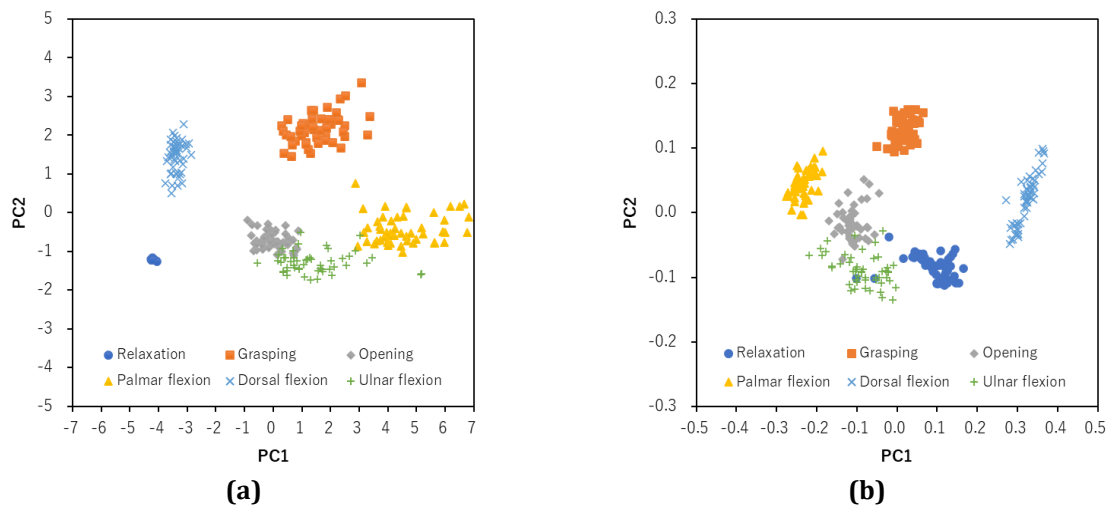 5
4
3
2
1
0
-1
-2
-3
-4
-5
PC2
-7 -6 -5 -4 -3 -2 -1 0 1 2 3 4 5 6 7
PC1
Relaxation Grasping Opening
Palmar flexion Dorsal flexion Ulnar flexion
(a)
0.3
0.2
0.1
0.0
-0.1
-0.2
-0.3
PC2
-0.5 -0.4 -0.3 -0.2 -0.1 0.0 0.1 0.2 0.3 0.4 0.5
PC1
Relaxation Grasping Opening
Palmar flexion Dorsal flexion Ulnar flexion
(b)